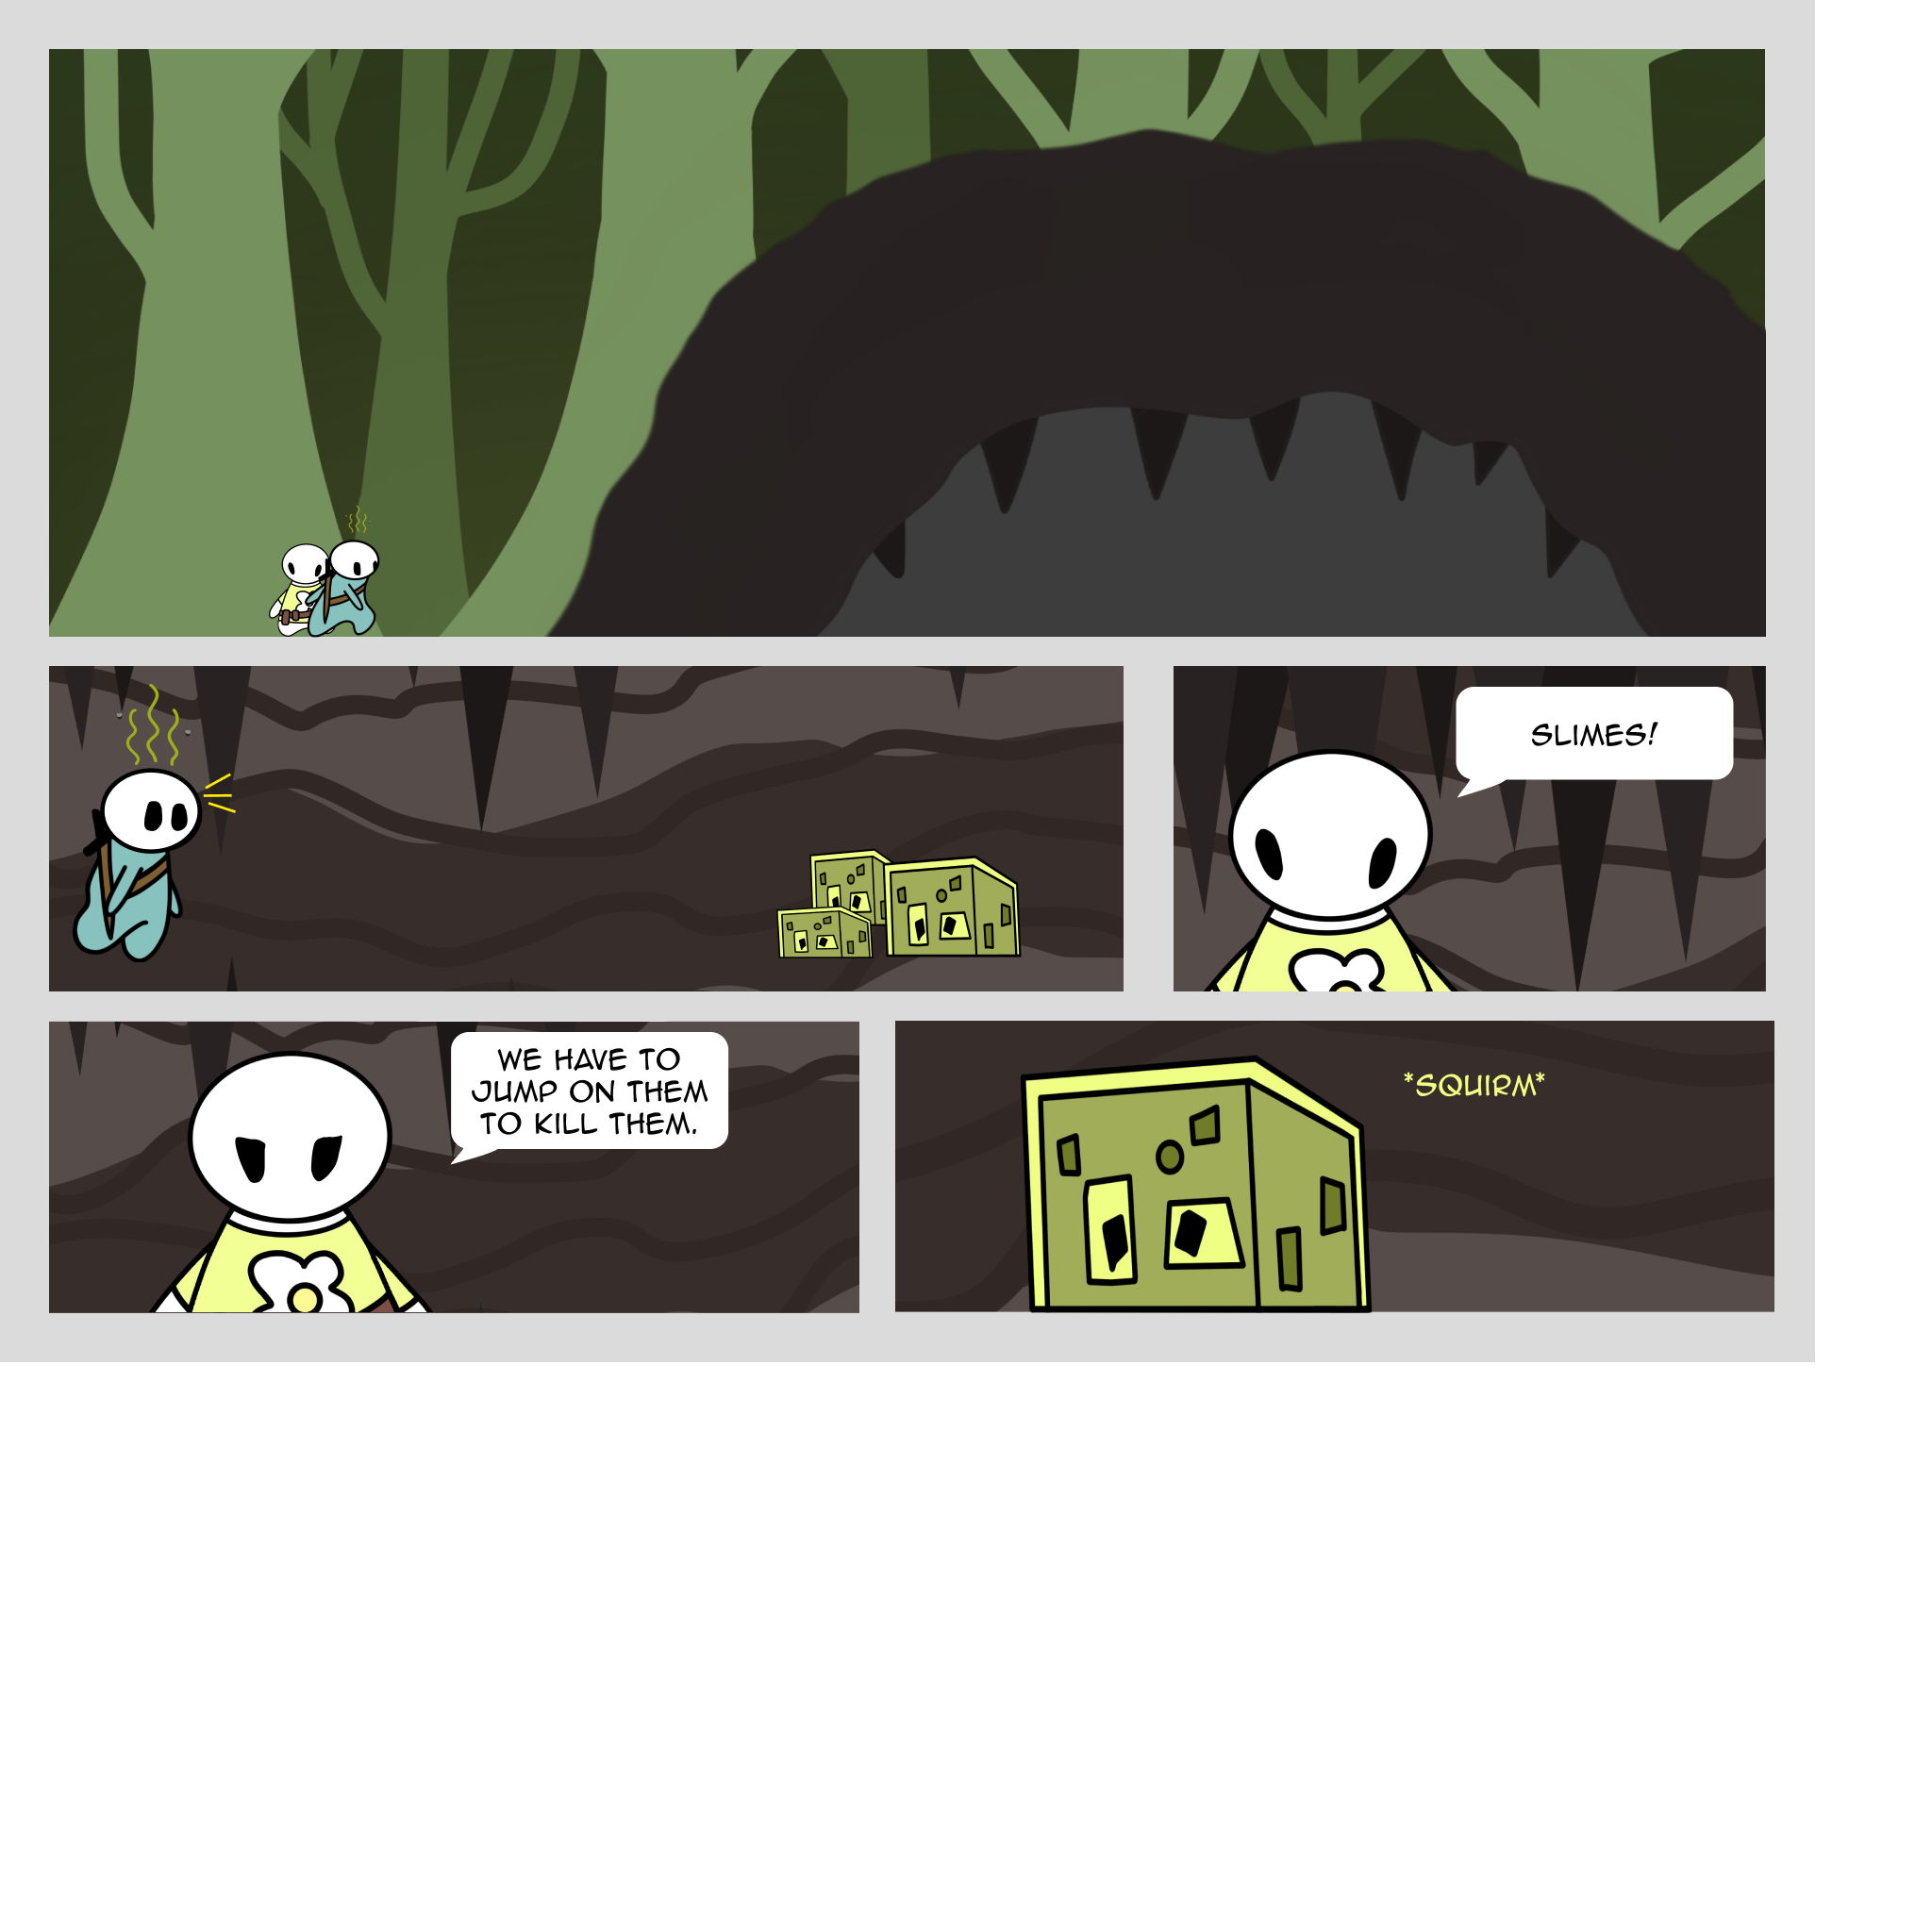 SLIMES!
WE HAVE TO
JUMP ON THEM
TO KILL THEM.
*SQUIRM*